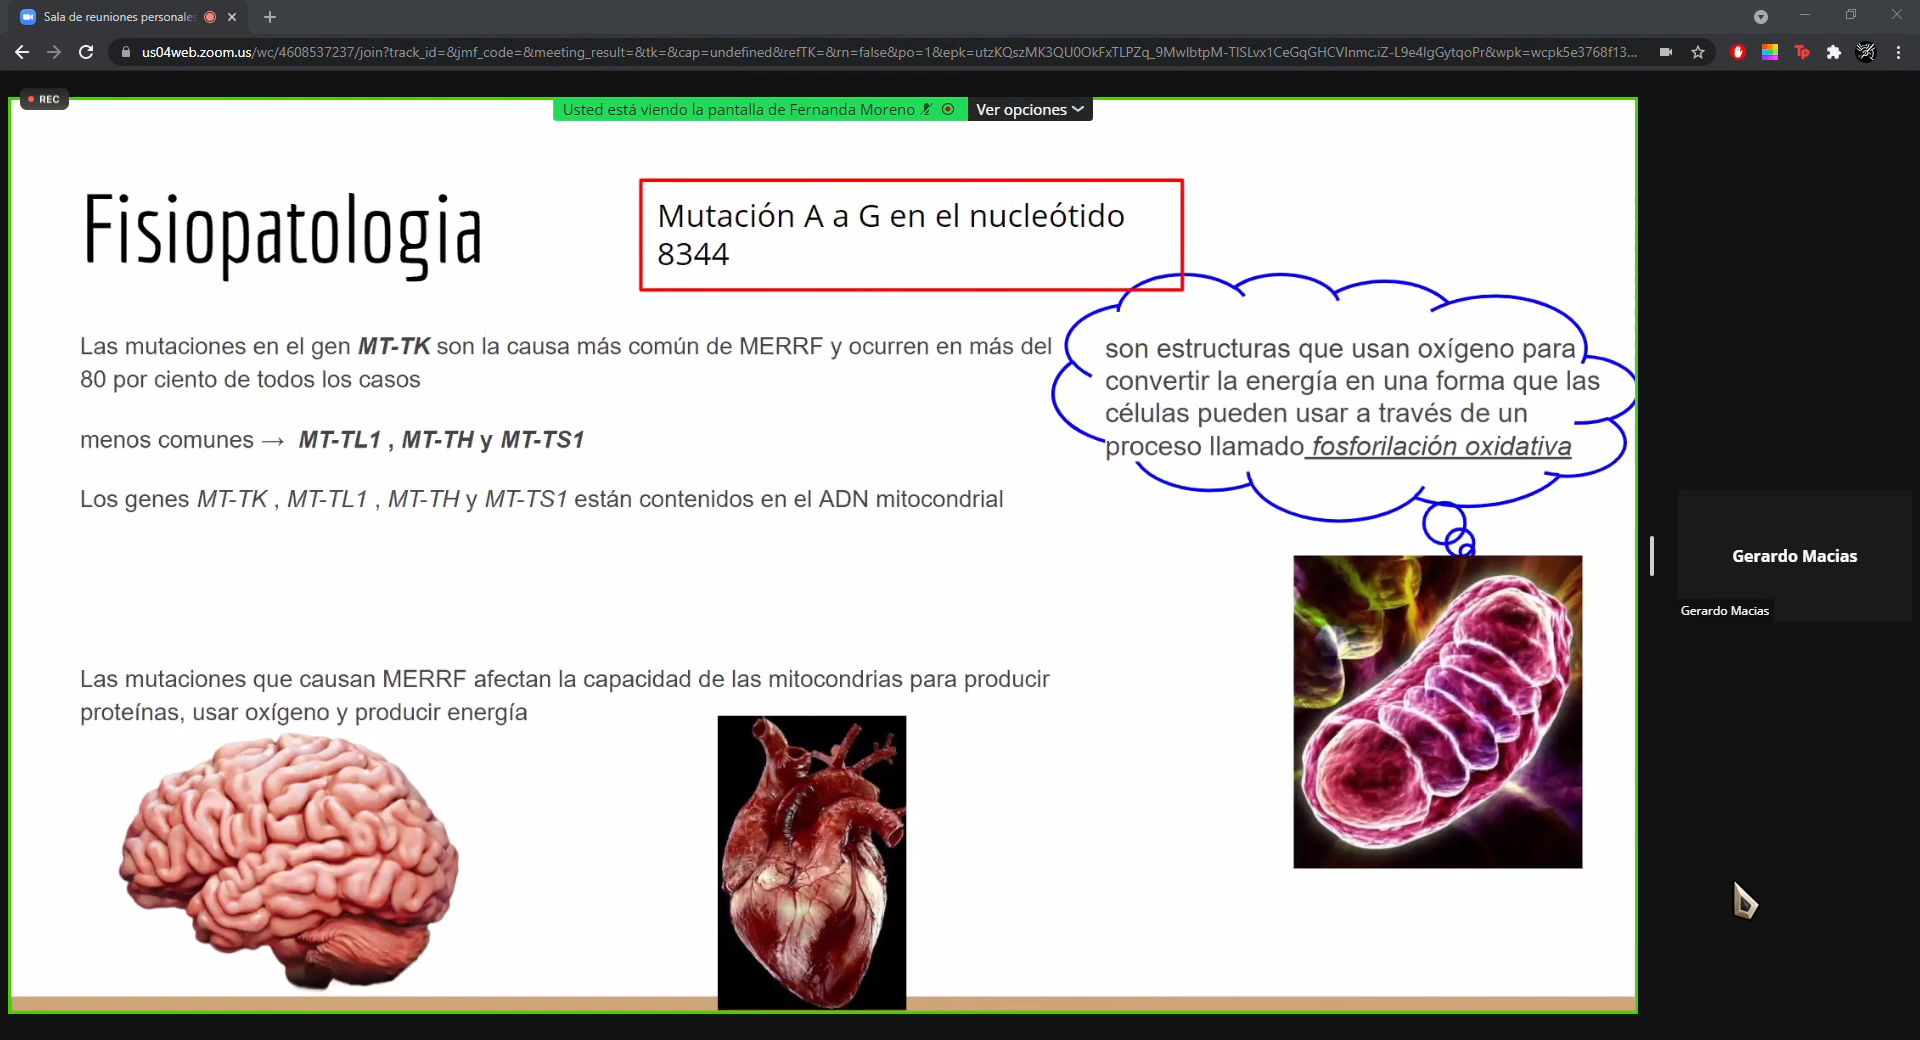 Sala de reuniones personales
us04web.zoom.us/wc/4608537237/join?track_id=&jmf_code=&meeting_result=&tk=&cap=undefined&refTK=&rn=false&po=1&epk=utzKQszMK3QU0OkFxTLPZq_9MwIbtpM-TISLvx1CeGqGHCVInmc.iZ-L9e4IgGytqoPr&wpk=wcpk5e3768f13...
REC
Usted está viendo la pantalla de Fernanda Moreno
Ver opciones
Fisiopatologia
Mutación A a G en el nucleótido
8344
Las mutaciones en el gen MT-TK son la causa más común de MERRF y ocurren en más del
80 por ciento de todos los casos
menos comunes → MT-TL1 , MT-TH y MT-TS1
Los genes MT-TK , MT-TL1 , MT-TH y MT-TS1 están contenidos en el ADN mitocondrial
son estructuras que usan oxígeno para
convertir la energía en una forma que las
células pueden usar a través de un
proceso llamado fosforilación oxidativa
Las mutaciones que causan MERRF afectan la capacidad de las mitocondrias para producir
proteínas, usar oxígeno y producir energía
Gerardo Macias
Gerardo Macias